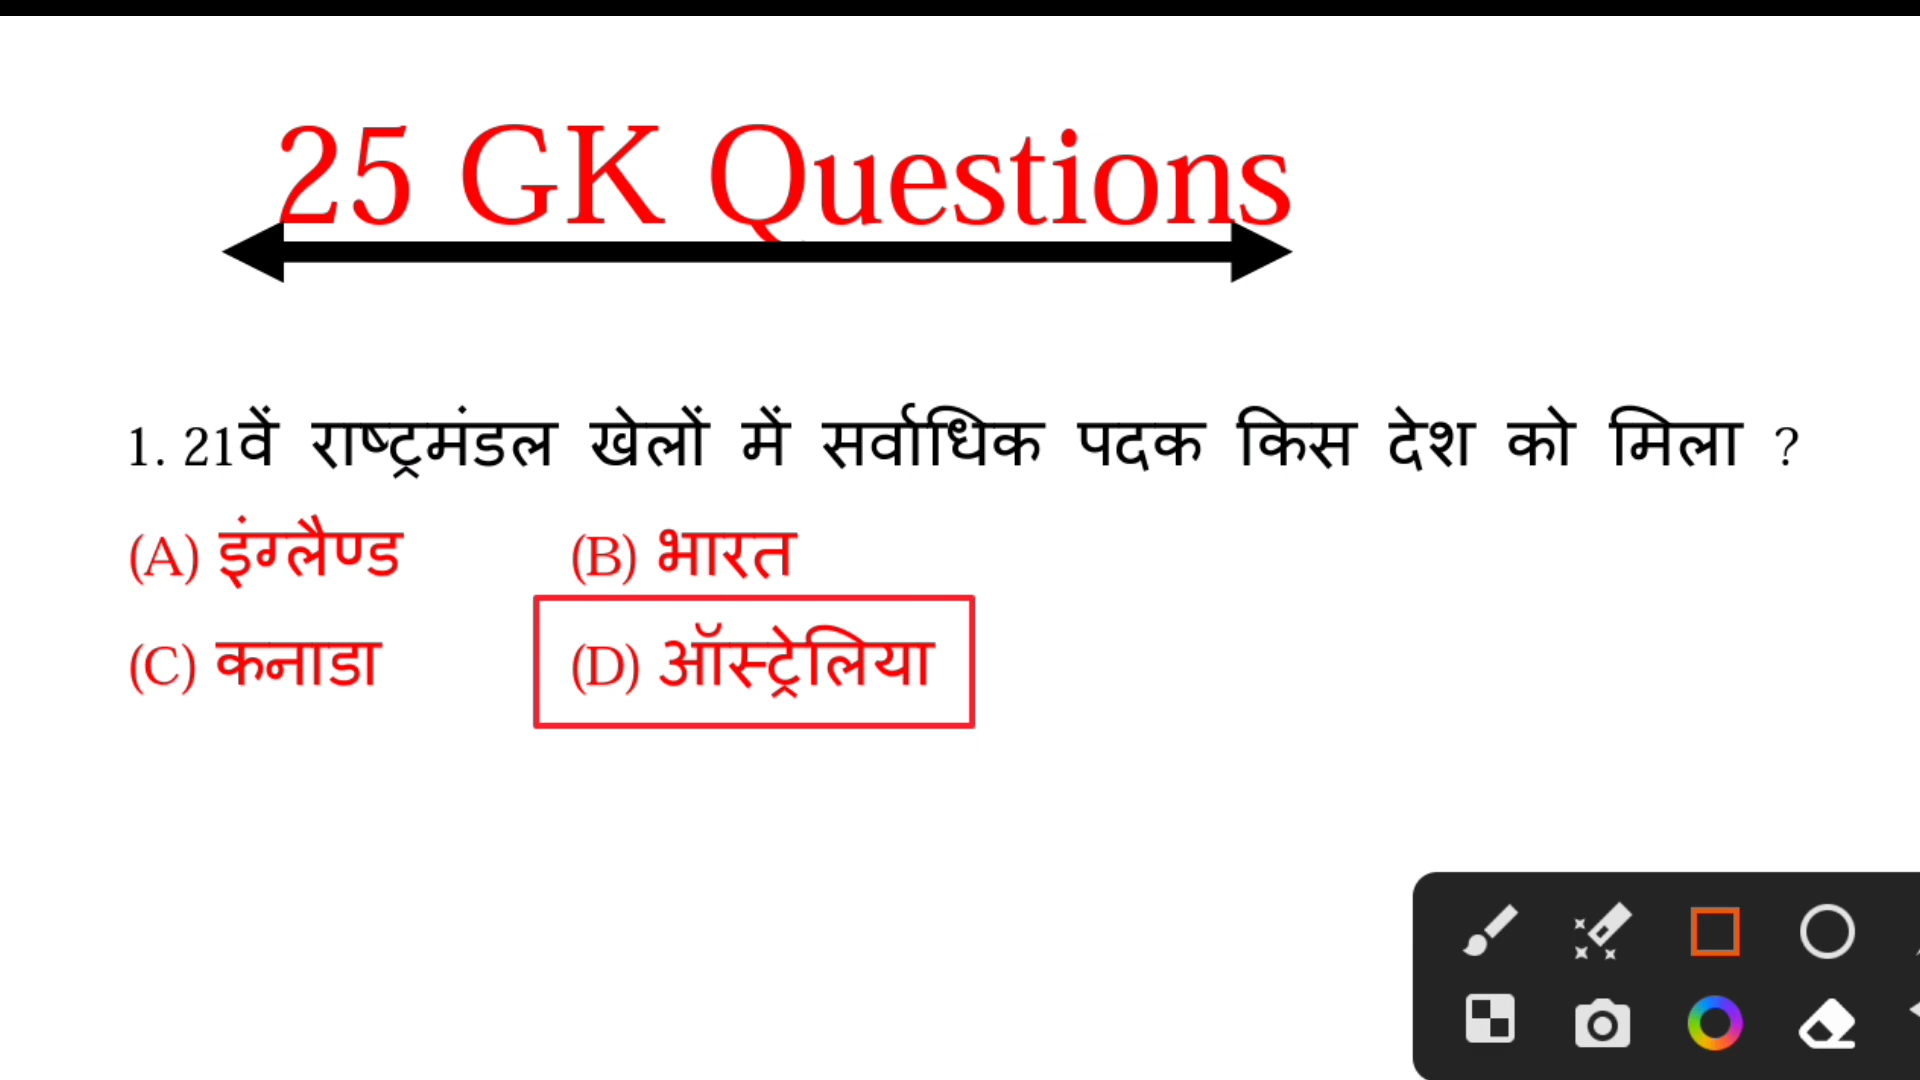 25 GK Questions
1. 21वें राष्ट्रमंडल खेलों में सर्वाधिक पदक किस देश को मिला ?
(A) इंग्लैण्ड (B) भारत
(C) कनाडा (D) ऑस्ट्रेलिया